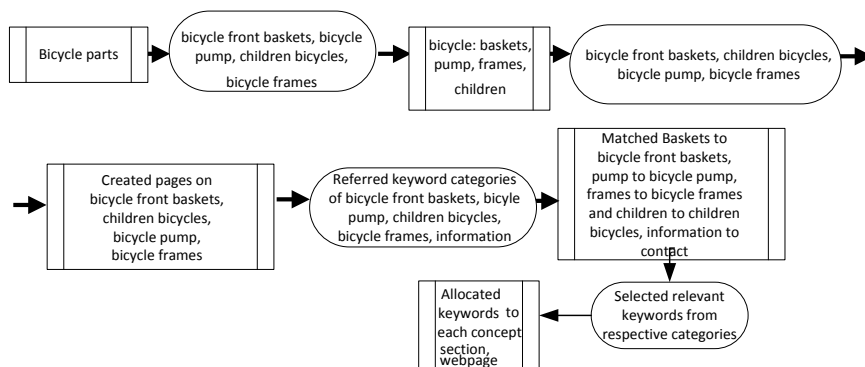 Bicycle parts
bicycle front baskets, bicycle
pump, children bicycles,
bicycle frames
bicycle: baskets,
pump, frames,
children
bicycle front baskets, children bicycles,
bicycle pump, bicycle frames
Created pages on
bicycle front baskets,
children bicycles,
bicycle pump,
bicycle frames
Referred keyword categories
of bicycle front baskets, bicyle
pump, children bicycles,
bicycle frames, information
Matched Baskets to
bicycle front baskets,
pump to bicycle pump,
frames to bicycle frames
and children to children
bicycles, information to
contact
Selected relevant
keywords from
respective categories
Allocated
keywords to
each concept
section,
webpage